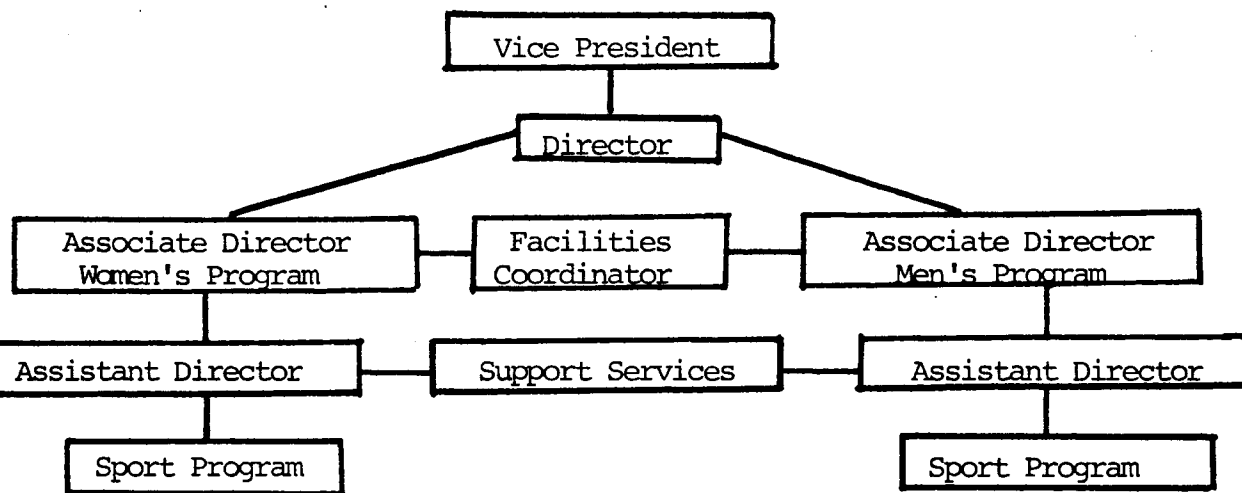 Vice President
Director
Associate Director
Women's Program
Facilities
Coordinator
Associate Director
Men's Program
Assistant Director
Support Services
Assistant Director
Sport Program
Sport Program